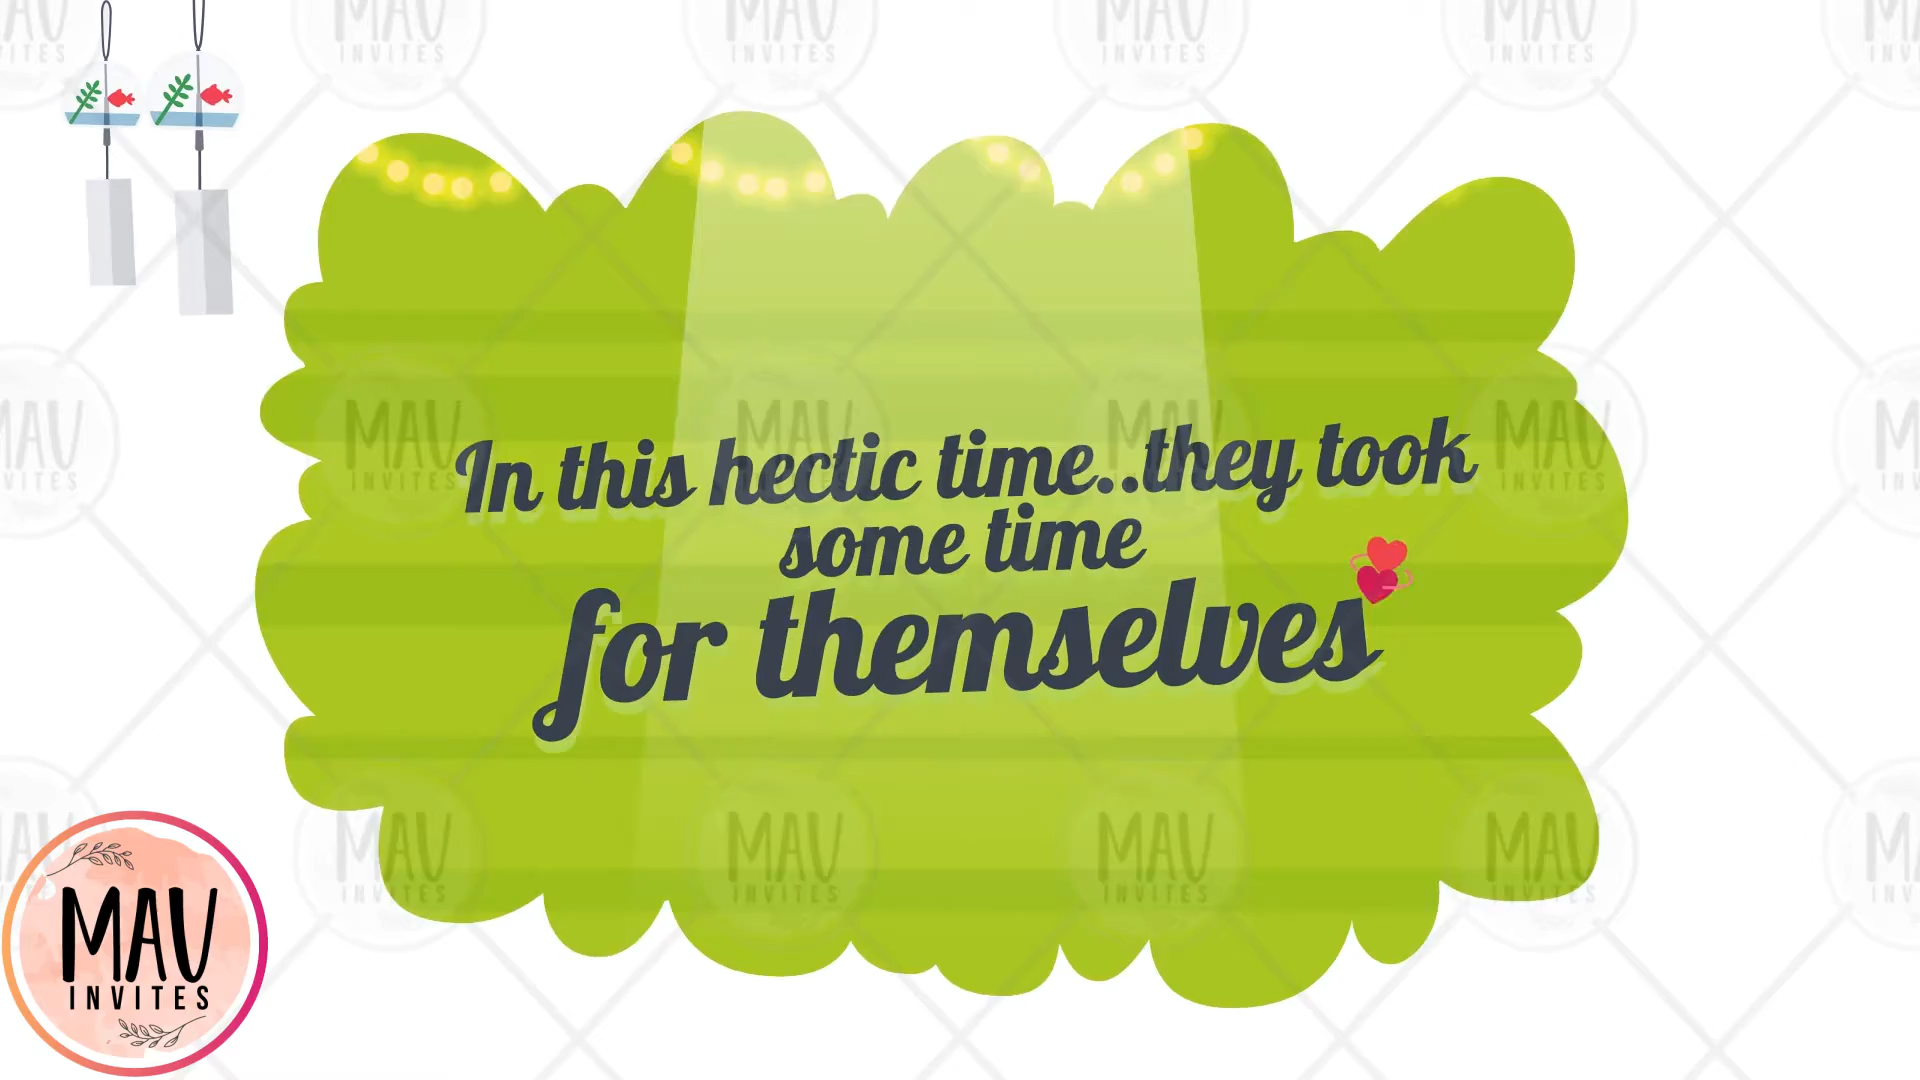 In this hectic time..they took
some time
for themselves
MAV
INVITES